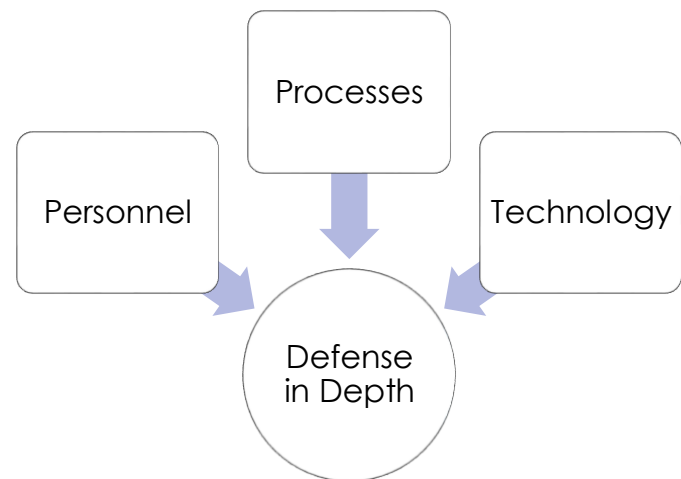 Processes
Personnel
Technology
Defense
in Depth